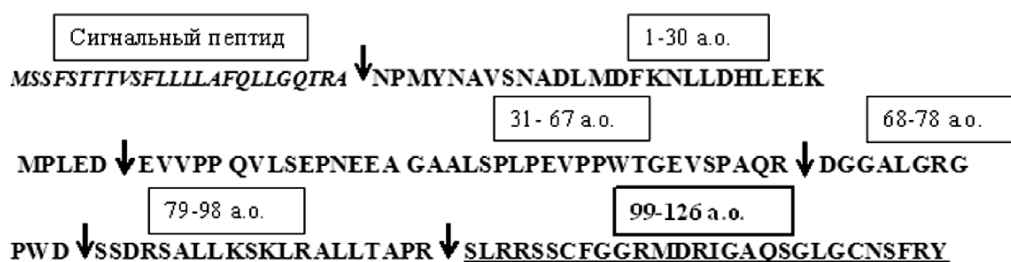 Сигнальный пептид 1-30 а.о.
MSSFSTTTVSFLLLLAFQLLGQTRA NPMYNAVSNADLMDFKNLLDHLEEK
31- 67 а.о. 68-78 а.о.
MPLED EVVPP QVLSEPNEEA GAALSPLPEVPPWTGEVSPAQR DGGALGRG
79-98 а.о. 99-126 а.о.
PWD SSDRSALLKSKLRALLTAPR SLRRSSCFGGRMDRIGAQSGLGCNSFRY